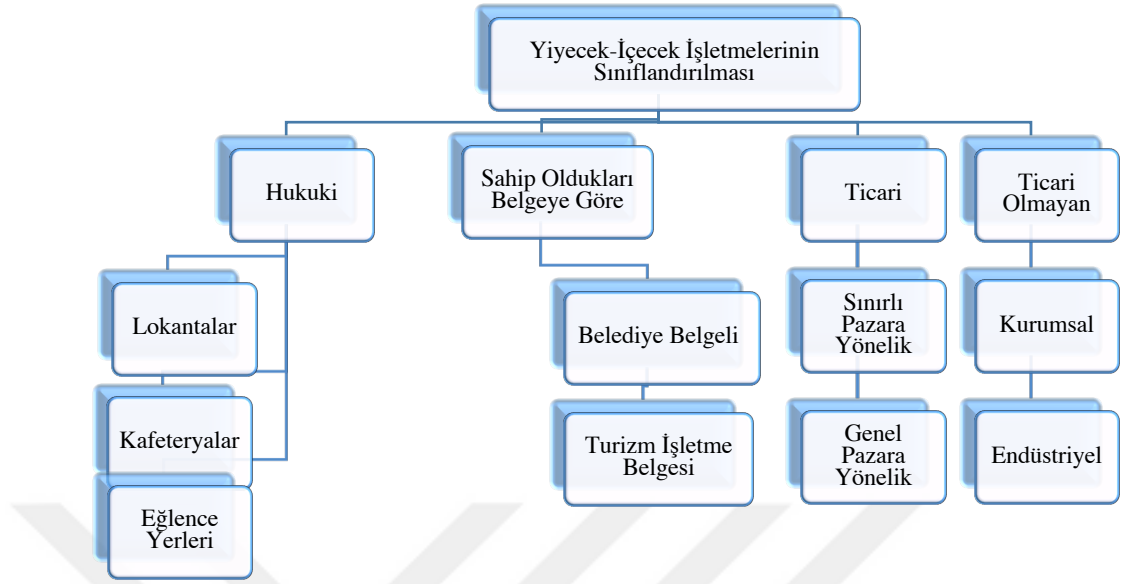 Yiyecek-İçecek İşletmelerinin
Sınıflandırılması
Hukuki
Sahip Oldukları
Belgeye Göre
Ticari
Ticari
Olmayan
Lokantalar
Kafeteryalar
Eğlence
Yerleri
Belediye Belgeli
Turizm İşletme
Belgesi
Sınırlı
Pazara
Yönelik
Genel
Pazara
Yönelik
Kurumsal
Endüstriyel